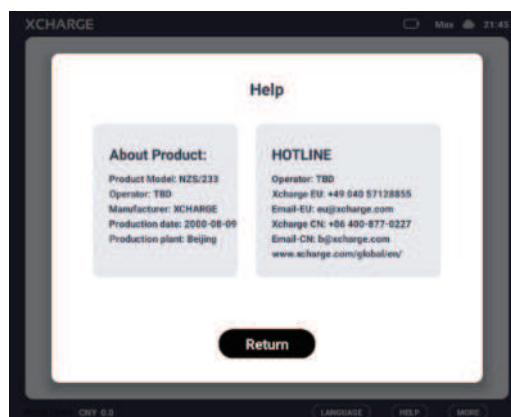 XCHARGE
Max
21:45
Help
About Product:
Product Model: NZS/233
Operator: TBD
Manufacturer: XCHARGE
Production date: 2000-08-09
Production plant: Beijing
HOTLINE
Operator: TBD
Xcharge EU: +49 040 57128855
Email-EU: eu@xcharge.com
Xcharge CN: +86 400-877-0227
Email-CN: b@xcharge.com
www.xcharge.com/global/en/
Return
CNY 0.0
LANGUAGE
HELP
MORE